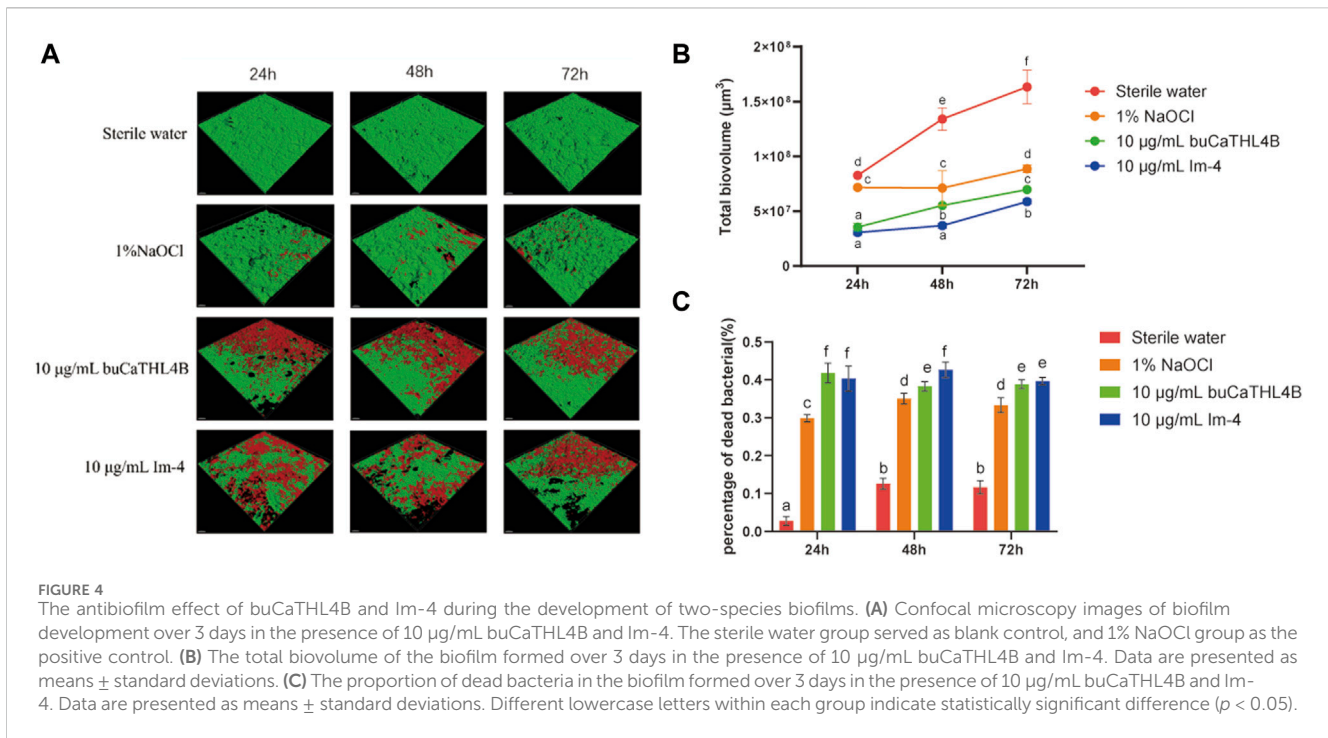 A
24h 48h 72h
Sterile water
1%NaOCl
10 µg/mL buCaTHL4B
10 µg/mL Im-4
B
Total biovolume (µm³)
2×10⁸
1.5×10⁸
1×10⁸
5×10⁷
0
24h 48h 72h
d e f
c c d
a b c
a a b
Sterile water
1% NaOCl
10 µg/mL buCaTHL4B
10 µg/mL Im-4
C
percentage of dead bacterial(%)
0.5
0.4
0.3
0.2
0.1
0.0
a c f f
b d e f
b d e e
24h 48h 72h
Sterile water
1% NaOCl
10 µg/mL buCaTHL4B
10 µg/mL Im-4
FIGURE 4
The antibiofilm effect of buCaTHL4B and Im-4 during the development of two-species biofilms. (A) Confocal microscopy images of biofilm
development over 3 days in the presence of 10 µg/mL buCaTHL4B and Im-4. The sterile water group served as blank control, and 1% NaOCl group as the
positive control. (B) The total biovolume of the biofilm formed over 3 days in the presence of 10 µg/mL buCaTHL4B and Im-4. Data are presented as
means ± standard deviations. (C) The proportion of dead bacteria in the biofilm formed over 3 days in the presence of 10 µg/mL buCaTHL4B and Im-
4. Data are presented as means ± standard deviations. Different lowercase letters within each group indicate statistically significant difference (p < 0.05).